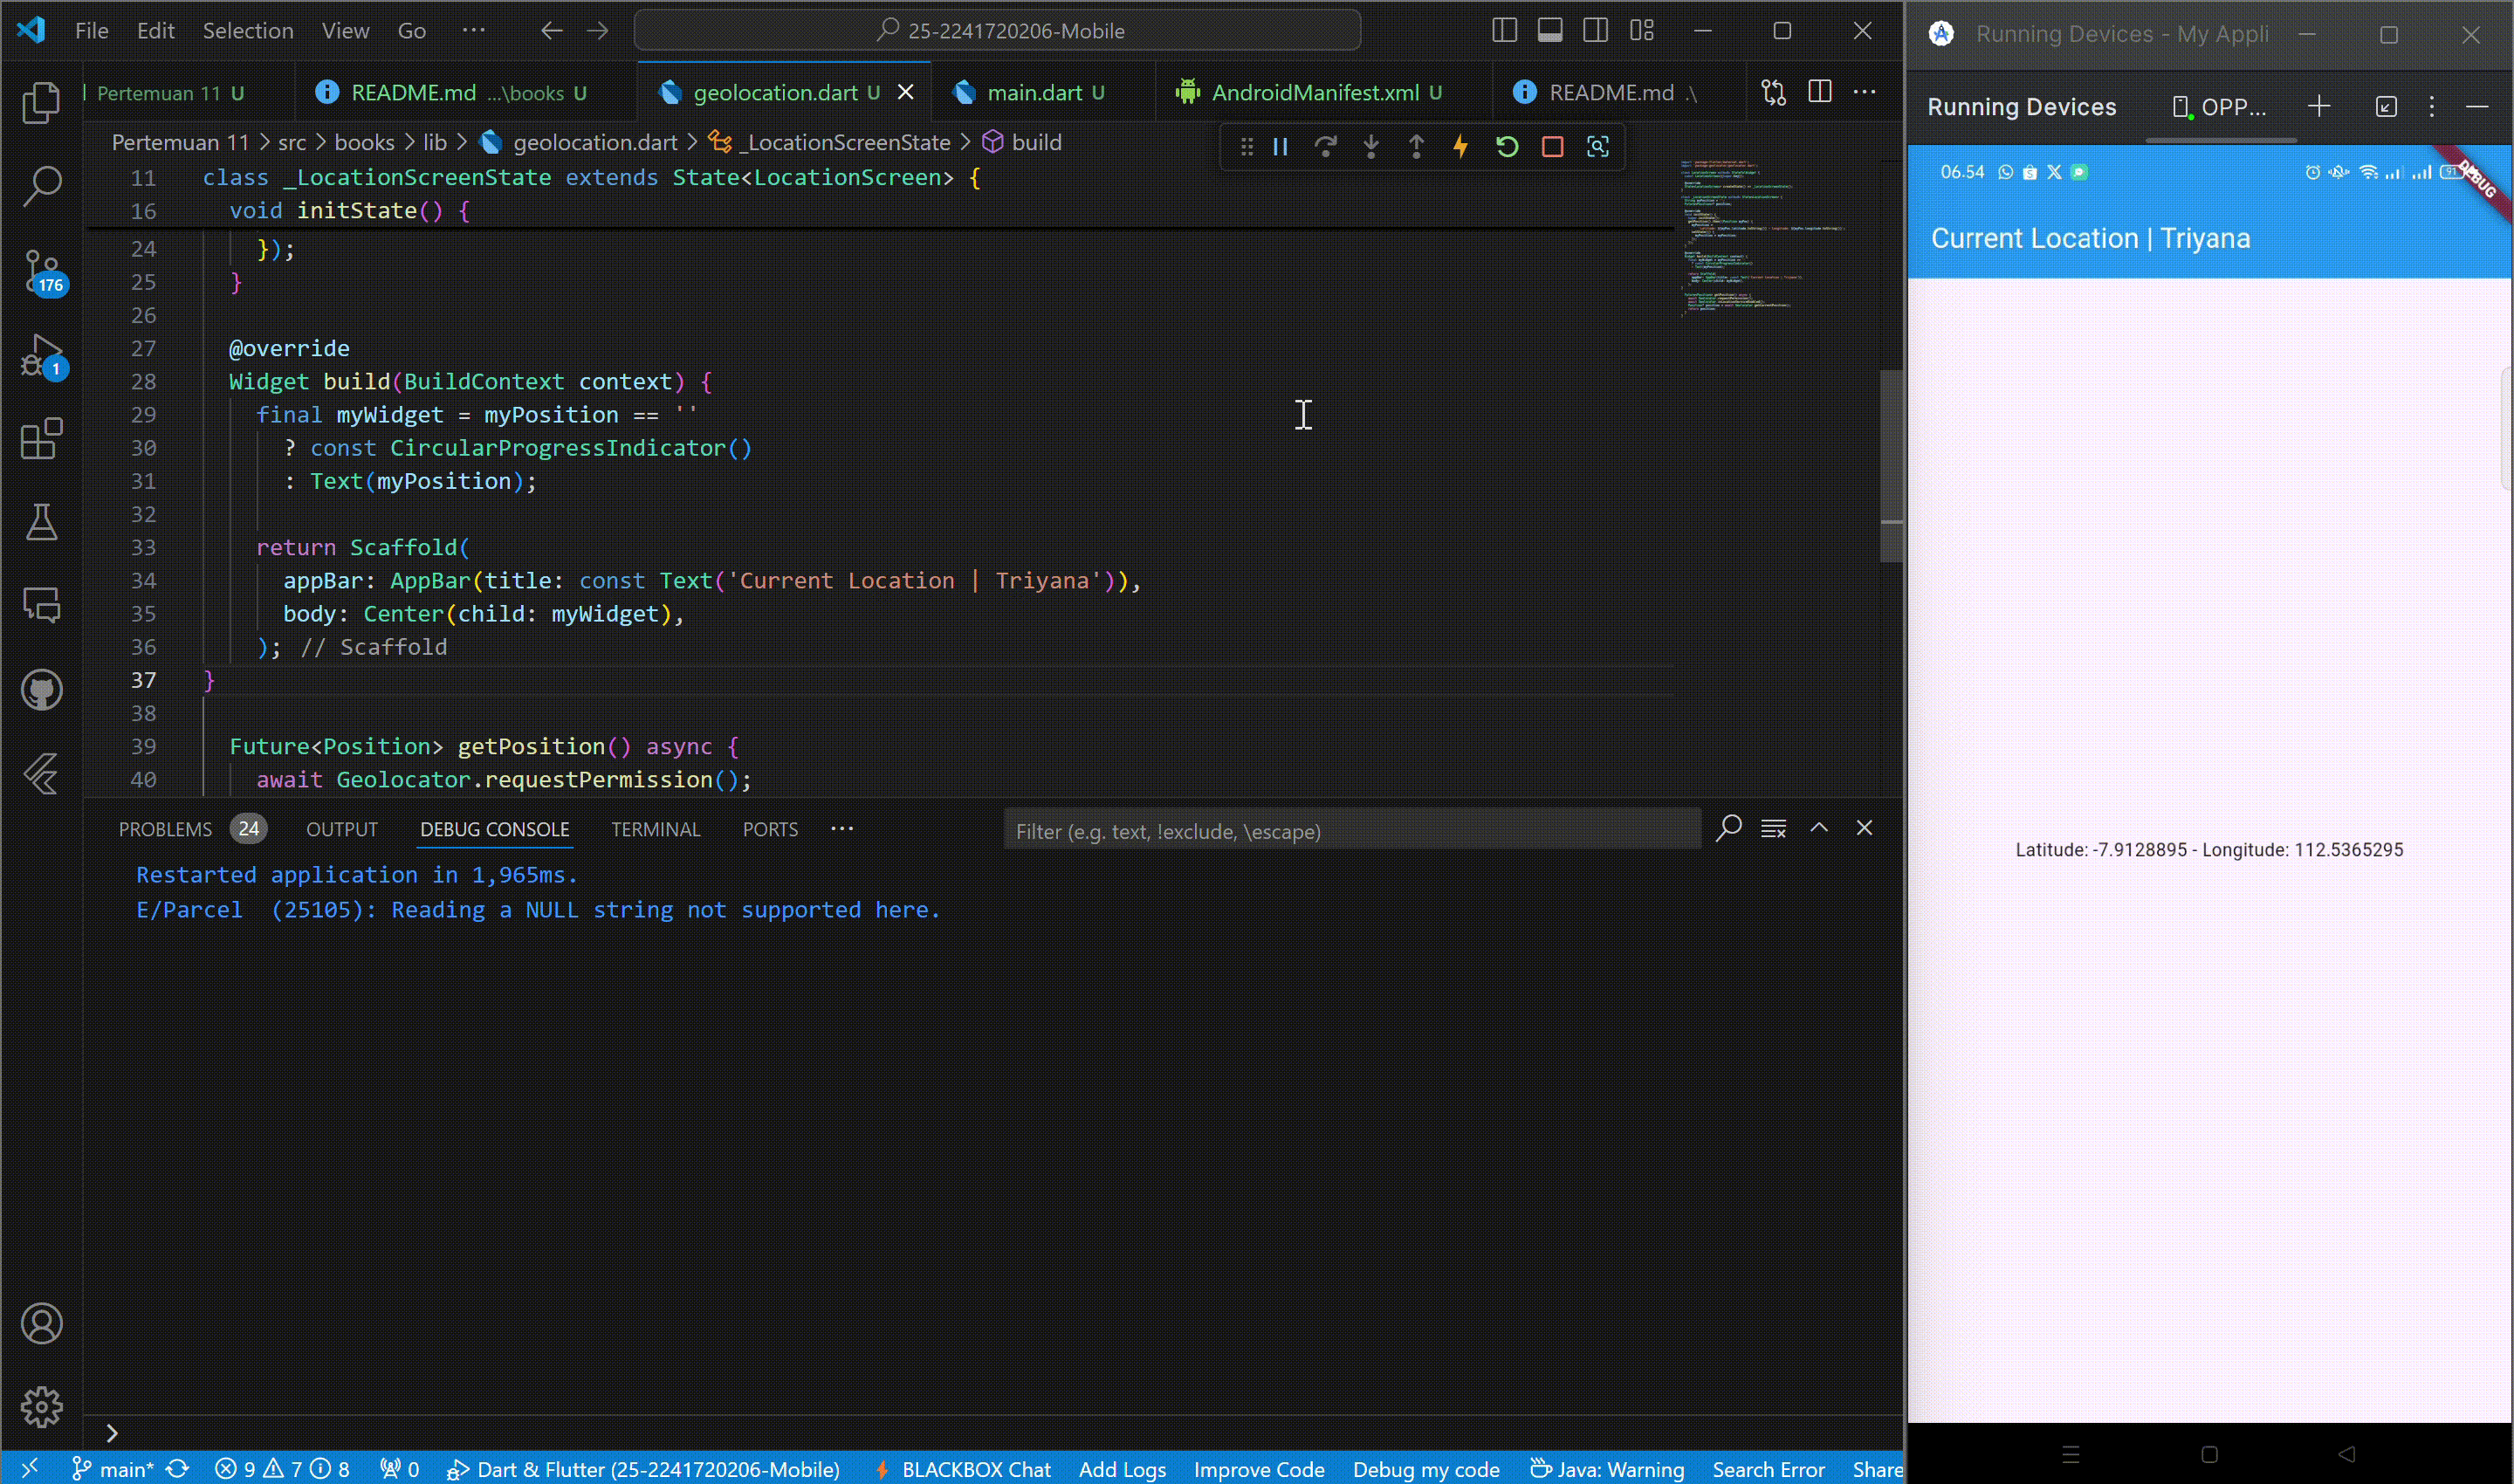 File Edit Selection View Go ··· 25-2241720206-Mobile
Pertemuan 11 U README.md ...\books U geolocation.dart U main.dart U AndroidManifest.xml U README.md .\
Pertemuan 11 > src > books > lib > geolocation.dart > _LocationScreenState > build
11 class _LocationScreenState extends State<LocationScreen> {
16 void initState() {
24 });
25 }
26
27 @override
28 Widget build(BuildContext context) {
29 final myWidget = myPosition == ''
30 ? const CircularProgressIndicator()
31 : Text(myPosition);
32
33 return Scaffold(
34 appBar: AppBar(title: const Text('Current Location | Triyana')),
35 body: Center(child: myWidget),
36 ); // Scaffold
37 }
38
39 Future<Position> getPosition() async {
40 await Geolocator.requestPermission();
176
1
PROBLEMS 24 OUTPUT DEBUG CONSOLE TERMINAL PORTS ··· Filter (e.g. text, !exclude, \escape)
Restarted application in 1,965ms.
E/Parcel (25105): Reading a NULL string not supported here.
main* 9 7 8 0 Dart & Flutter (25-2241720206-Mobile) BLACKBOX Chat Add Logs Improve Code Debug my code Java: Warning Search Error Share
Running Devices - My Appli
Running Devices OPP...
06.54 91
DEBUG
Current Location | Triyana
Latitude: -7.9128895 - Longitude: 112.5365295